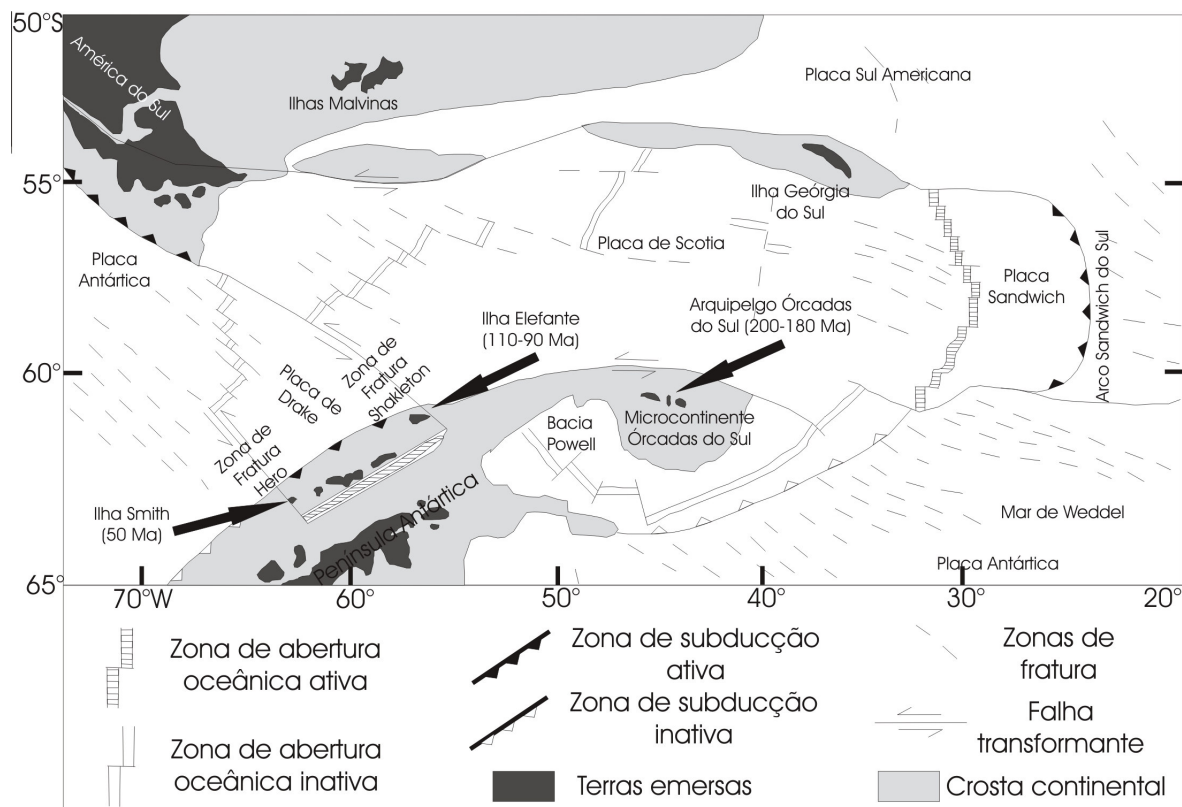 50°S
América do Sul
Ilhas Malvinas
Placa Sul Americana
55°
Ilha Geórgia
do Sul
Placa
Antártica
Placa de Scotia
Placa
Sandwich
Arco Sandwich do Sul
Ilha Elefante
(110-90 Ma)
Arquipelgo Órcadas
do Sul (200-180 Ma)
60°
Placa de
Drake
Zona de
Fratura
Shakleton
Zona de
Fratura
Hero
Bacia
Powell
Microcontinente
Órcadas do Sul
Ilha Smith
(50 Ma)
Península Antártica
Mar de Weddel
Placa Antártica
65°
70°W
60°
50°
40°
30°
20°
Zona de abertura
oceânica ativa
Zona de subducção
ativa
Zonas de
fratura
Zona de abertura
oceânica inativa
Zona de subducção
inativa
Falha
transformante
Terras emersas
Crosta continental